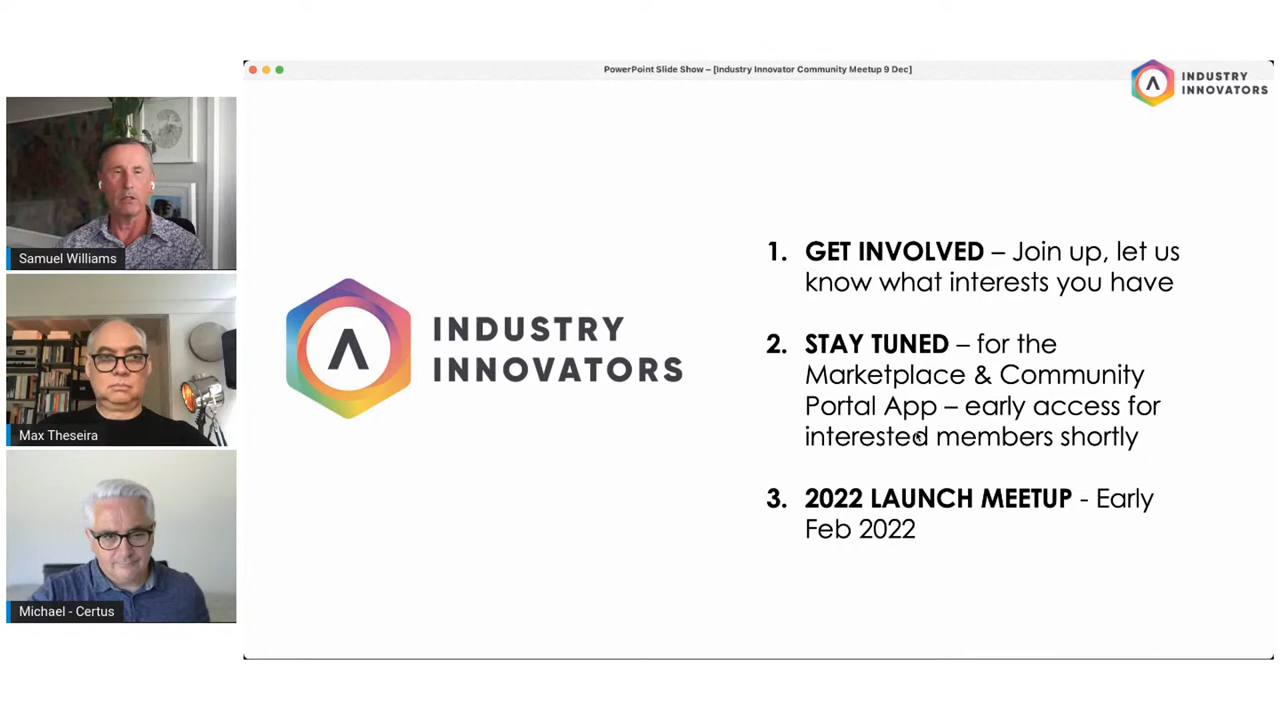 PowerPoint Slide Show – [Industry Innovator Community Meetup 9 Dec]
INDUSTRY
INNOVATORS
Samuel Williams
Max Theseira
Michael - Certus
INDUSTRY
INNOVATORS
1. GET INVOLVED – Join up, let us
know what interests you have
2. STAY TUNED – for the
Marketplace & Community
Portal App – early access for
interested members shortly
3. 2022 LAUNCH MEETUP - Early
Feb 2022